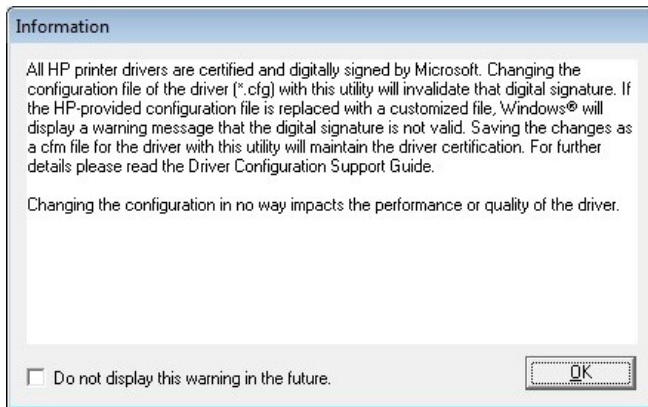 Information
All HP printer drivers are certified and digitally signed by Microsoft. Changing the
configuration file of the driver (*.cfg) with this utility will invalidate that digital signature. If
the HP-provided configuration file is replaced with a customized file, Windows® will
display a warning message that the digital signature is not valid. Saving the changes as
a cfm file for the driver with this utility will maintain the driver certification. For further
details please read the Driver Configuration Support Guide.
Changing the configuration in no way impacts the performance or quality of the driver.
Do not display this warning in the future.
OK